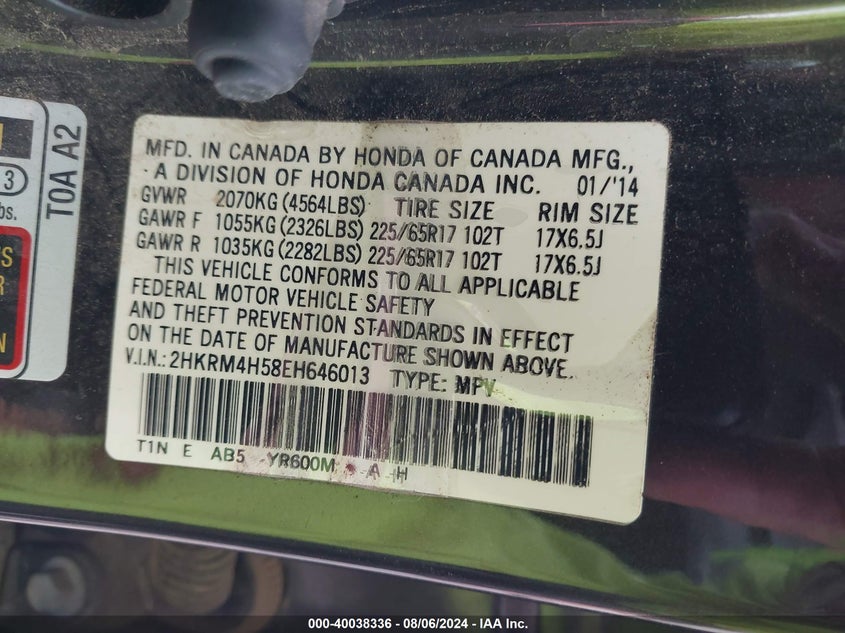 MFD. IN CANADA BY HONDA OF CANADA MFG.,
A DIVISION OF HONDA CANADA INC. 01/'14
GVWR 2070KG (4564LBS) TIRE SIZE RIM SIZE
GAWR F 1055KG (2326LBS) 225/65R17 102T 17X6.5J
GAWR R 1035KG (2282LBS) 225/65R17 102T 17X6.5J
THIS VEHICLE CONFORMS TO ALL APPLICABLE
FEDERAL MOTOR VEHICLE SAFETY
AND THEFT PREVENTION STANDARDS IN EFFECT
ON THE DATE OF MANUFACTURE SHOWN ABOVE.
V.I.N.: 2HKRM4H58EH646013 TYPE: MPV
T1N E AB5 YR600M A H
T0A A2
3
bs.
000-40038336 - 08/06/2024 - IAA Inc.